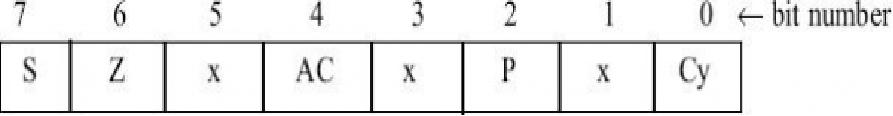 7 6 5 4 3 2 1 0 ← bit number
S Z x AC x P x Cy